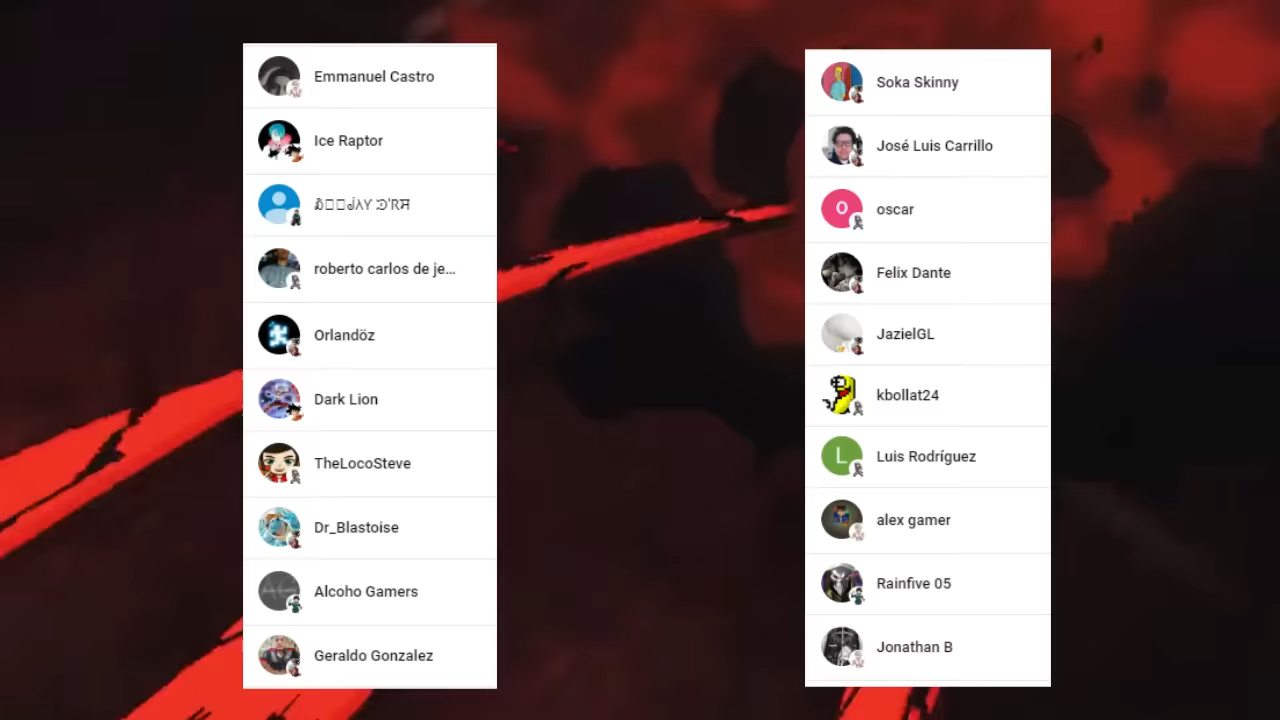 Emmanuel Castro
Ice Raptor
roberto carlos de je...
Orlandöz
Dark Lion
TheLocoSteve
Dr_Blastoise
Alcoho Gamers
Geraldo Gonzalez
Soka Skinny
José Luis Carrillo
O
oscar
Felix Dante
JazielGL
kbollat24
L
Luis Rodríguez
alex gamer
Rainfive 05
Jonathan B